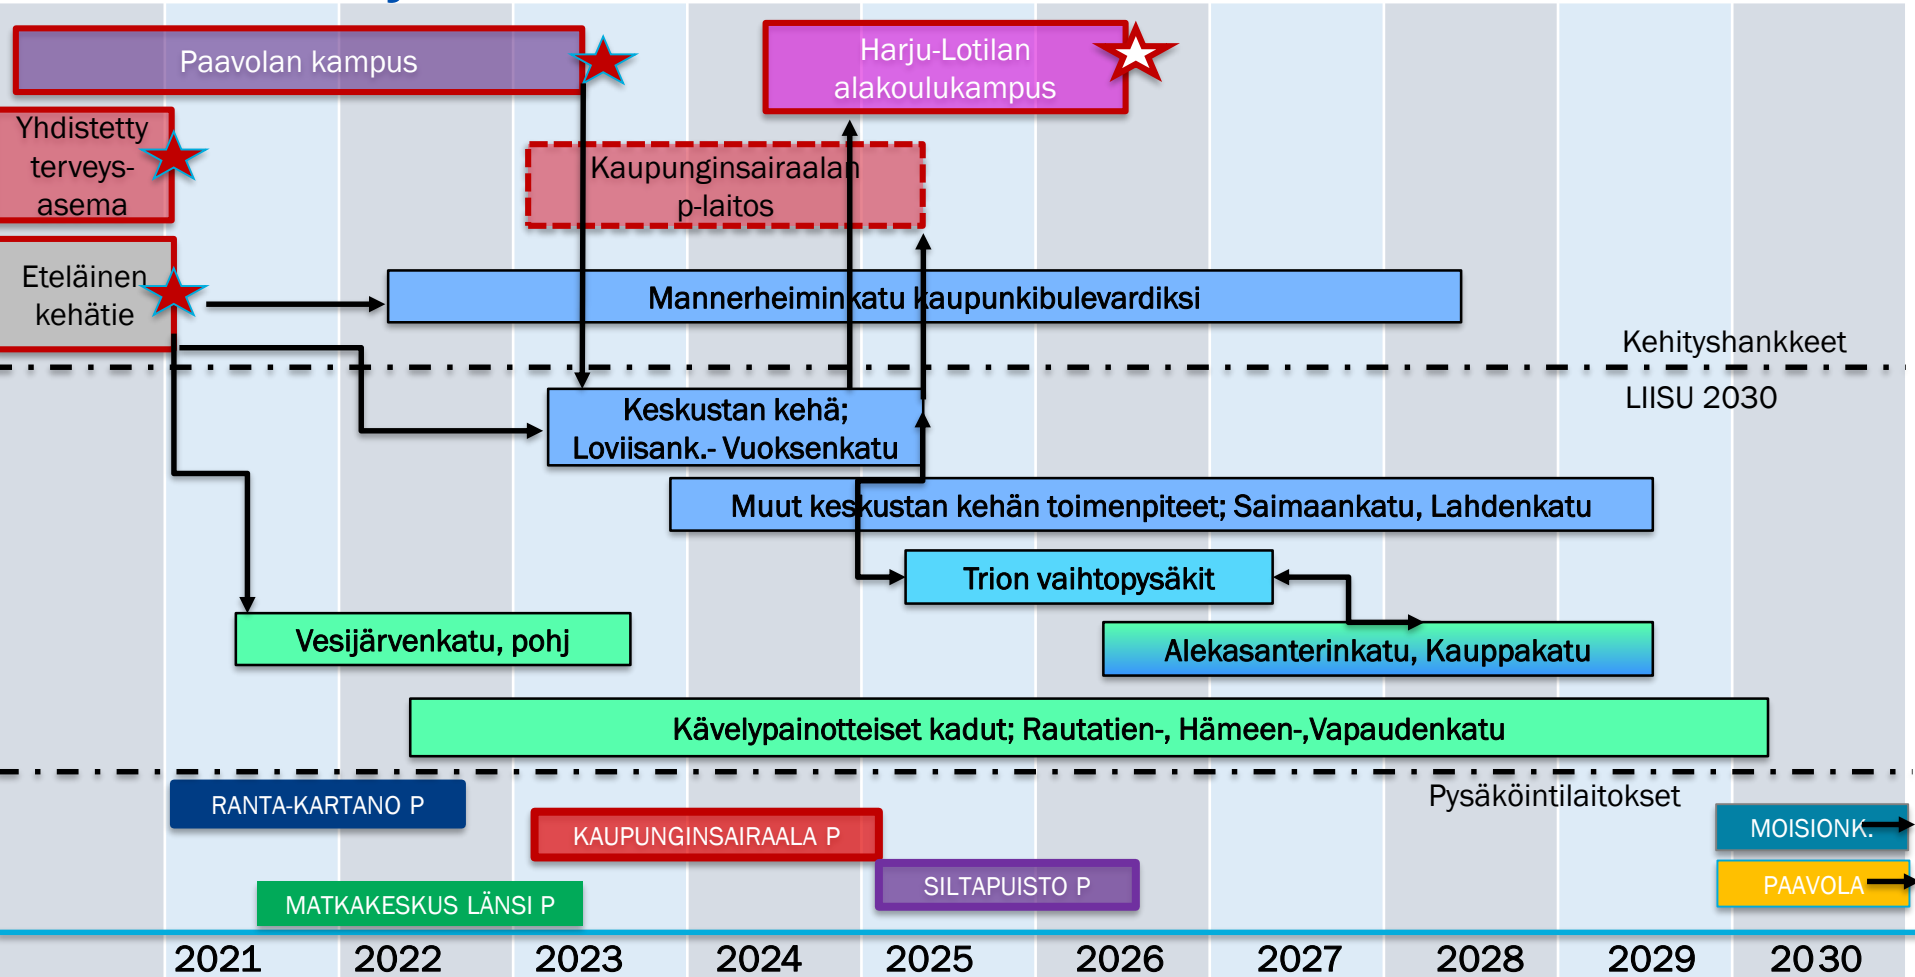 Paavolan kampus
Harju-Lotilan
alakoulukampus
Yhdistetty
terveys-
asema
Kaupunginsairaalan
p-laitos
Eteläinen
kehätie
Mannerheiminkatu kaupunkibulevardiksi
Kehityshankkeet
LIISU 2030
Keskustan kehä;
Loviisank.- Vuoksenkatu
Muut keskustan kehän toimenpiteet; Saimaankatu, Lahdenkatu
Trion vaihtopysäkit
Vesijärvenkatu, pohj
Alekasanterinkatu, Kauppakatu
Kävelypainotteiset kadut; Rautatien-, Hämeen-,Vapaudenkatu
Pysäköintilaitokset
RANTA-KARTANO P
KAUPUNGINSAIRAALA P
MOISIONK.
SILTAPUISTO P
PAAVOLA
MATKAKESKUS LÄNSI P
2021 2022 2023 2024 2025 2026 2027 2028 2029 2030